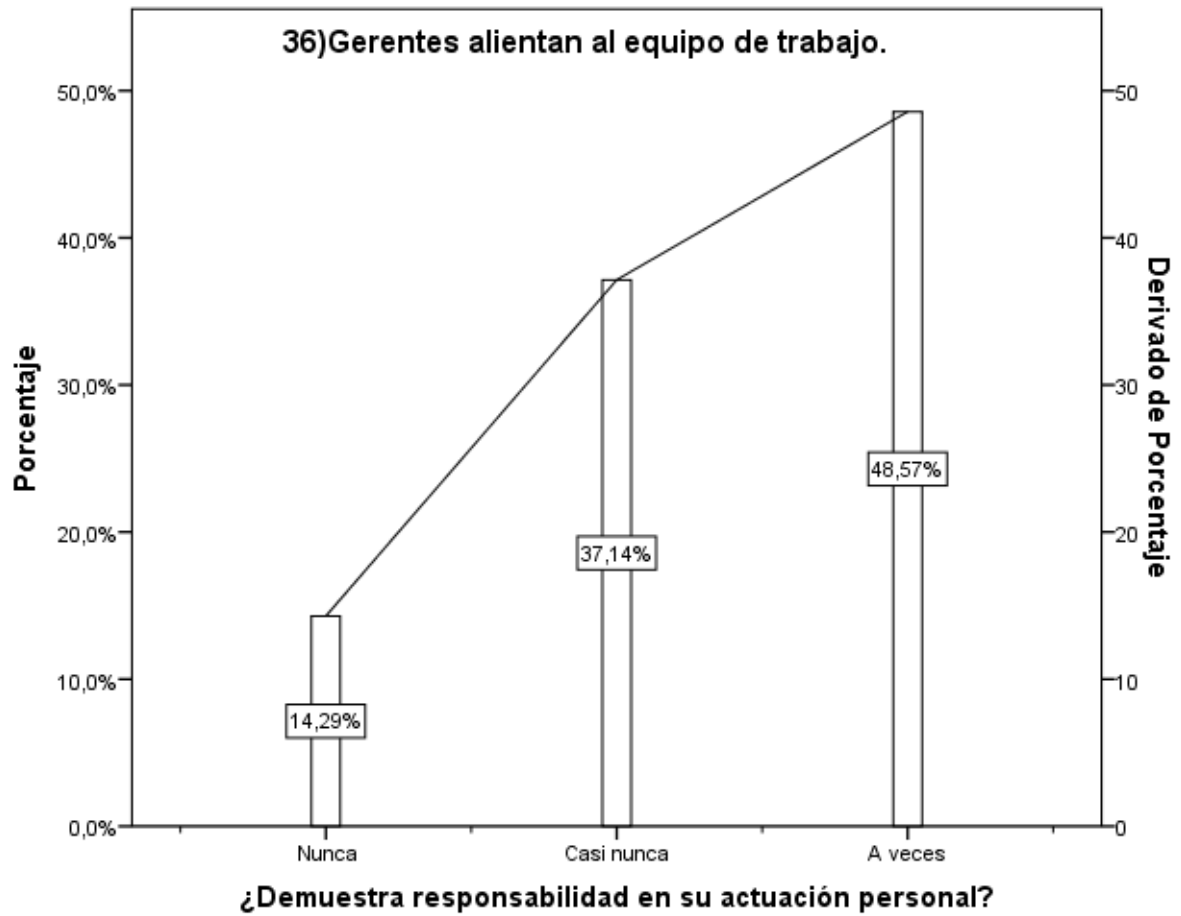 36)Gerentes alientan al equipo de trabajo.
Porcentaje
50,0%
40,0%
30,0%
20,0%
10,0%
0,0%
14,29%
37,14%
48,57%
50
40
30
20
10
0
Derivado de Porcentaje
Nunca
Casi nunca
A veces
¿Demuestra responsabilidad en su actuación personal?